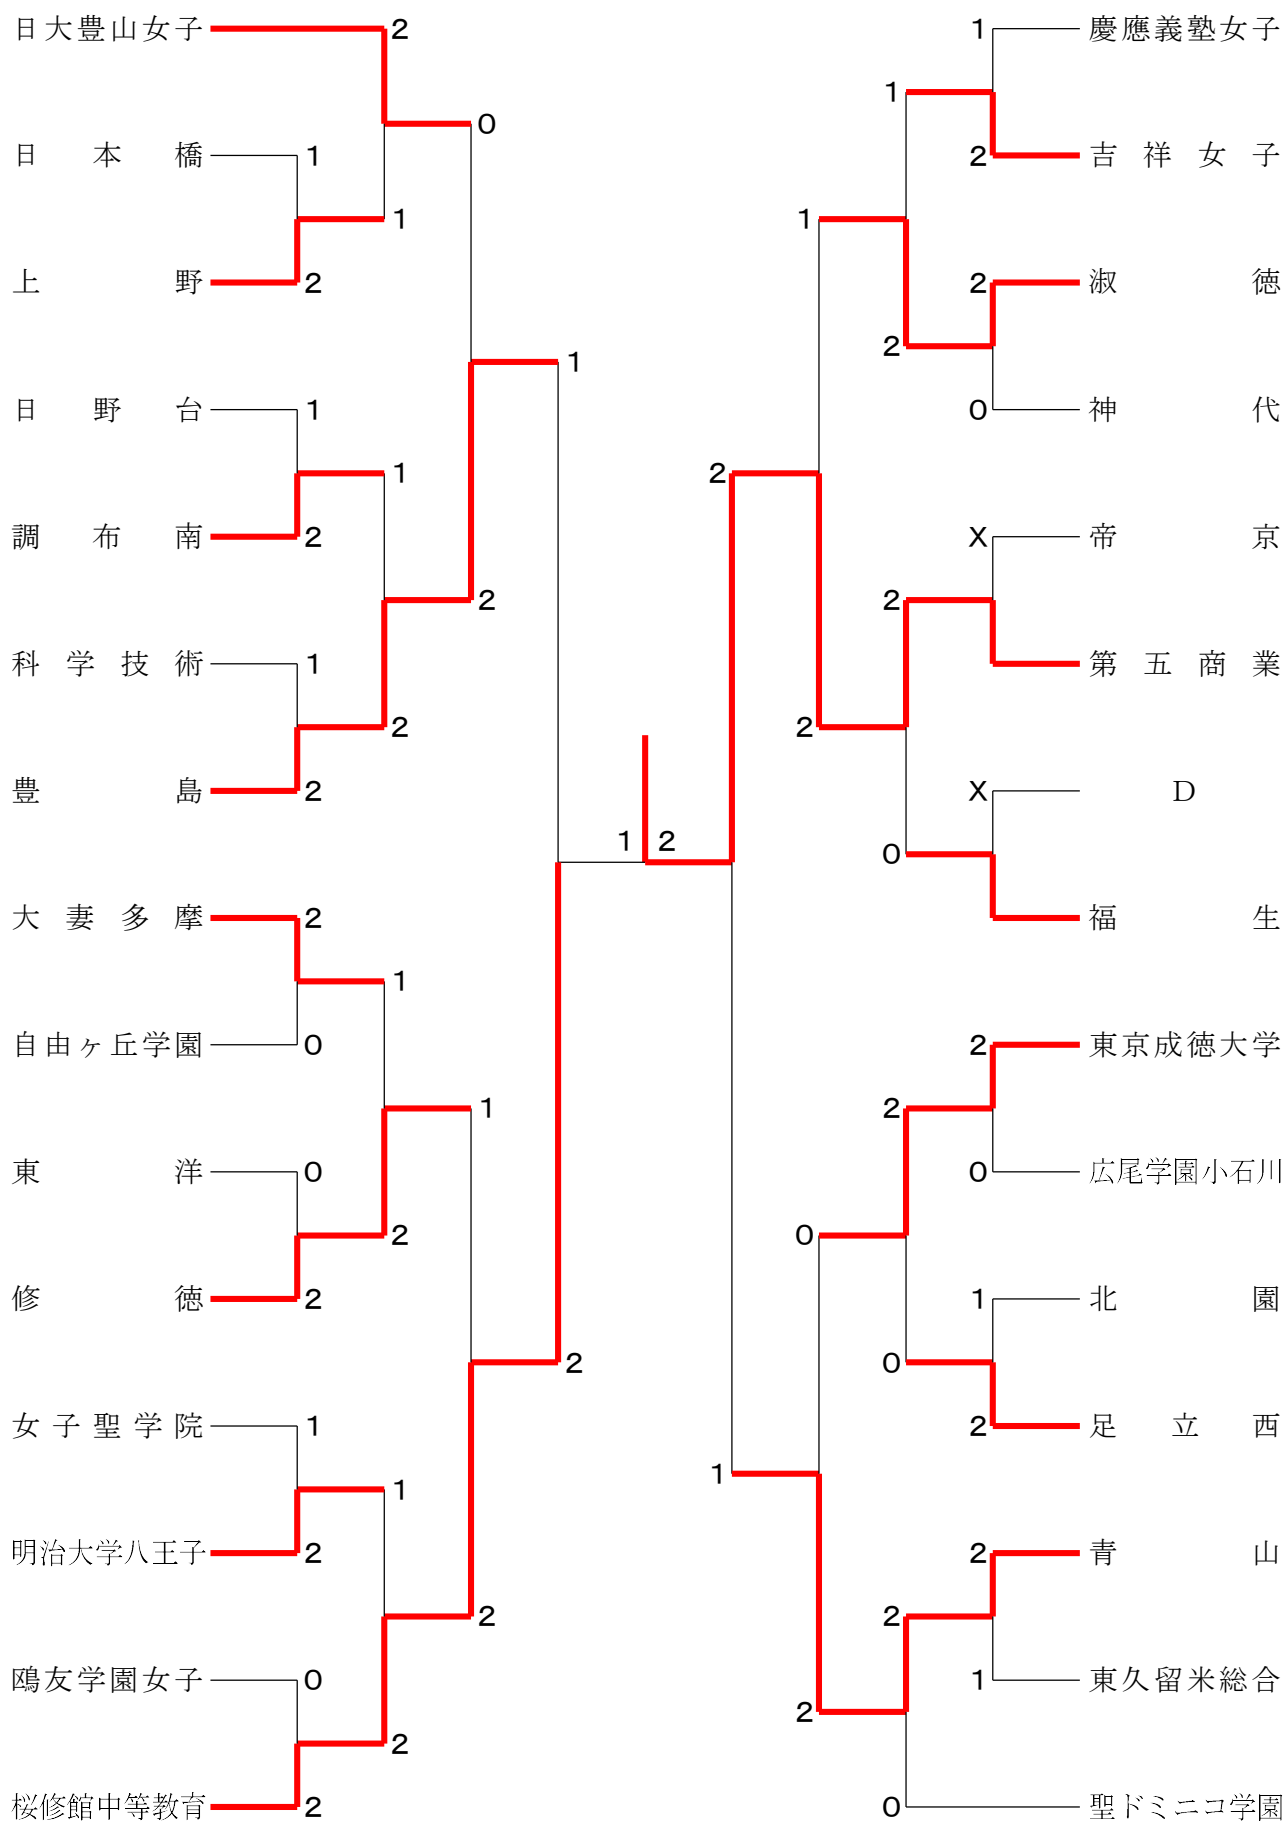 日大豊山女子 2
0
日本橋 1
1
上野 2
1
日野台 1
1
調布南 2
2
科学技術 1
2
豊島 2
1 2
大妻多摩 2
1
自由ヶ丘学園 0
1
東洋 0
2
修徳 2
2
女子聖学院 1
1
明治大学八王子 2
2
鴎友学園女子 0
2
桜修館中等教育 2
1 慶應義塾女子
1
2 吉祥女子
1
2 淑徳
2
0 神代
2
X 帝京
2
第五商業
2
X D
0
福生
2 東京成徳大学
2
0 広尾学園小石川
0
1 北園
0
2 足立西
1
2 青山
2
1 東久留米総合
2
0 聖ドミニコ学園